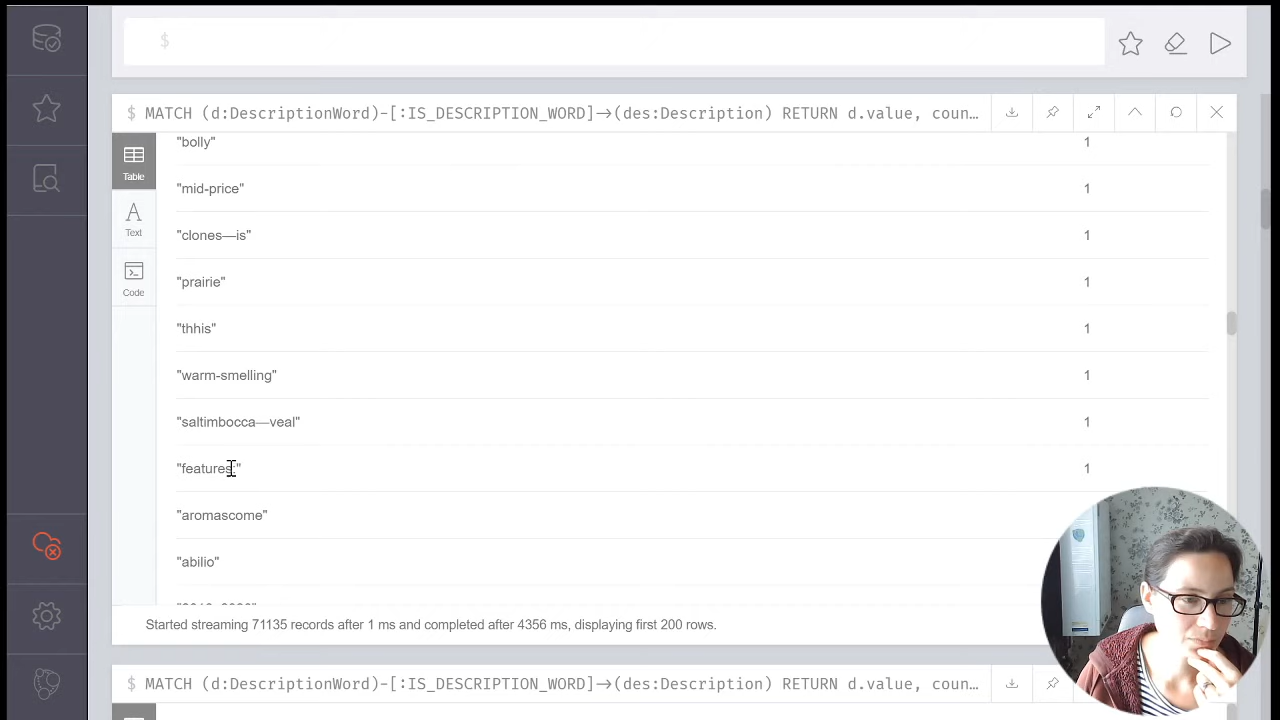 $
$ MATCH (d:DescriptionWord)-[:IS_DESCRIPTION_WORD]→(des:Description) RETURN d.value, coun…
Table
Text
Code
"bolly" 1
"mid-price" 1
"clones—is" 1
"prairie" 1
"thhis" 1
"warm-smelling" 1
"saltimbocca—veal" 1
"features:" 1
"aromascome"
"abilio"
Started streaming 71135 records after 1 ms and completed after 4356 ms, displaying first 200 rows.
$ MATCH (d:DescriptionWord)-[:IS_DESCRIPTION_WORD]→(des:Description) RETURN d.value, coun…